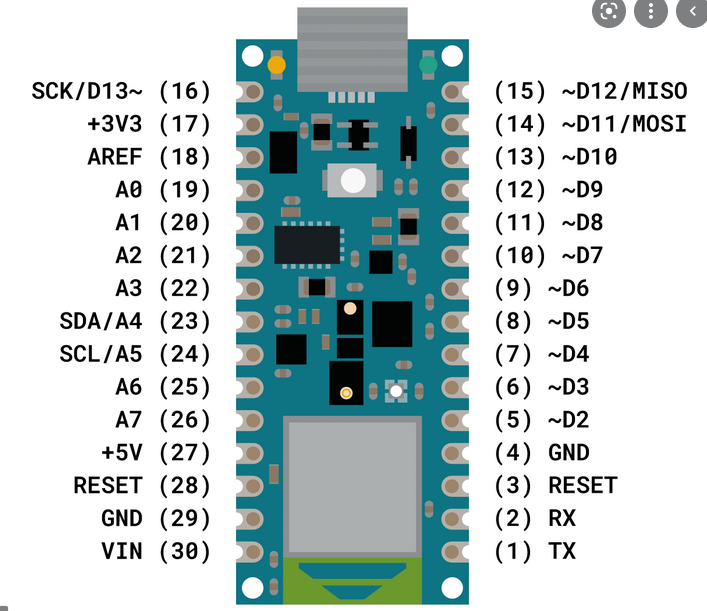 SCK/D13~ (16)
+3V3 (17)
AREF (18)
A0 (19)
A1 (20)
A2 (21)
A3 (22)
SDA/A4 (23)
SCL/A5 (24)
A6 (25)
A7 (26)
+5V (27)
RESET (28)
GND (29)
VIN (30)
(15) ~D12/MISO
(14) ~D11/MOSI
(13) ~D10
(12) ~D9
(11) ~D8
(10) ~D7
(9) ~D6
(8) ~D5
(7) ~D4
(6) ~D3
(5) ~D2
(4) GND
(3) RESET
(2) RX
(1) TX